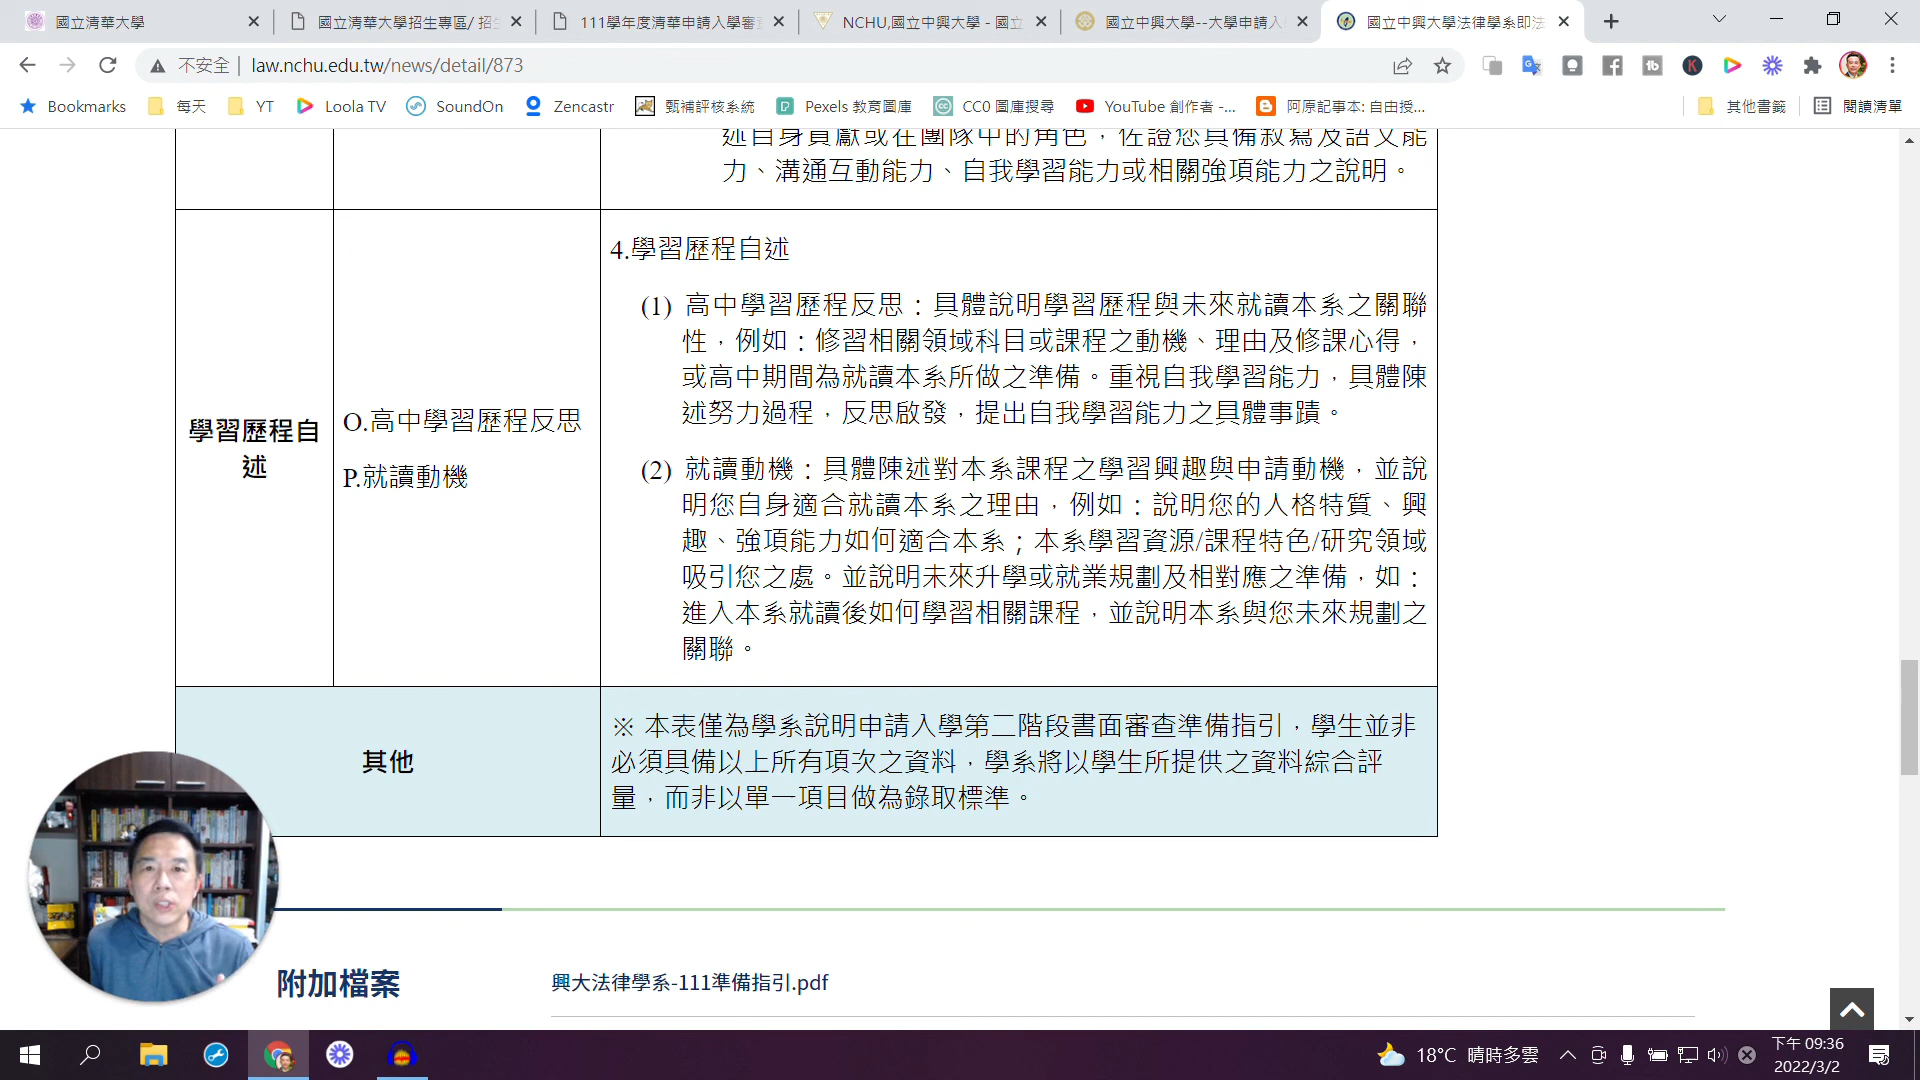 國立清華大學
國立清華大學招生專區/ 招
111學年度清華申請入學審
NCHU,國立中興大學 - 國立
國立中興大學--大學申請入
國立中興大學法律學系即法
不安全
law.nchu.edu.tw/news/detail/873
Bookmarks
每天
YT
Loola TV
SoundOn
Zencastr
甄補評核系統
Pexels 教育圖庫
CC0 圖庫搜尋
YouTube 創作者 -...
阿原記事本: 自由授...
其他書籤
閱讀清單
述自身貢獻或在團隊中的角色，佐證您具備敘寫及語文能
力、溝通互動能力、自我學習能力或相關強項能力之說明。
學習歷程自
述
O.高中學習歷程反思
P.就讀動機
4.學習歷程自述
(1) 高中學習歷程反思：具體說明學習歷程與未來就讀本系之關聯
性，例如：修習相關領域科目或課程之動機、理由及修課心得，
或高中期間為就讀本系所做之準備。重視自我學習能力，具體陳
述努力過程，反思啟發，提出自我學習能力之具體事蹟。
(2) 就讀動機：具體陳述對本系課程之學習興趣與申請動機，並說
明您自身適合就讀本系之理由，例如：說明您的人格特質、興
趣、強項能力如何適合本系；本系學習資源/課程特色/研究領域
吸引您之處。並說明未來升學或就業規劃及相對應之準備，如：
進入本系就讀後如何學習相關課程，並說明本系與您未來規劃之
關聯。
其他
※ 本表僅為學系說明申請入學第二階段書面審查準備指引，學生並非
必須具備以上所有項次之資料，學系將以學生所提供之資料綜合評
量，而非以單一項目做為錄取標準。
附加檔案
興大法律學系-111準備指引.pdf
18°C 晴時多雲
下午 09:36
2022/3/2